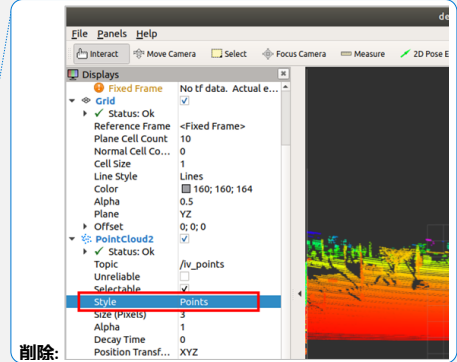 de
File Panels Help
Interact Move Camera Select Focus Camera Measure 2D Pose E
Displays
Fixed Frame No tf data. Actual e...
Grid
Status: Ok
Reference Frame <Fixed Frame>
Plane Cell Count 10
Normal Cell Co... 0
Cell Size 1
Line Style Lines
Color 160; 160; 164
Alpha 0.5
Plane YZ
Offset 0; 0; 0
PointCloud2
Status: Ok
Topic /iv_points
Unreliable
Selectable
Style Points
Size (Pixels) 3
Alpha 1
Decay Time 0
Position Transf... XYZ
削除: